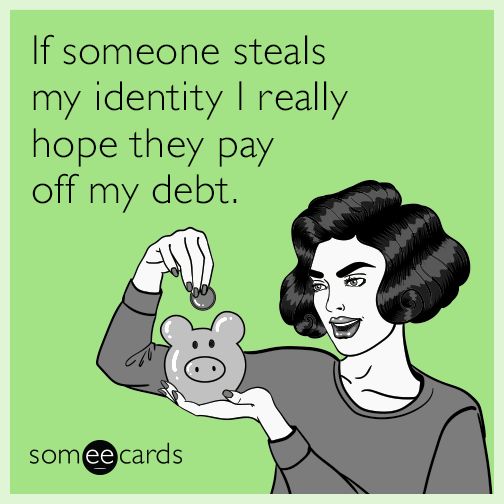 If someone steals
my identity I really
hope they pay
off my debt.
someecards